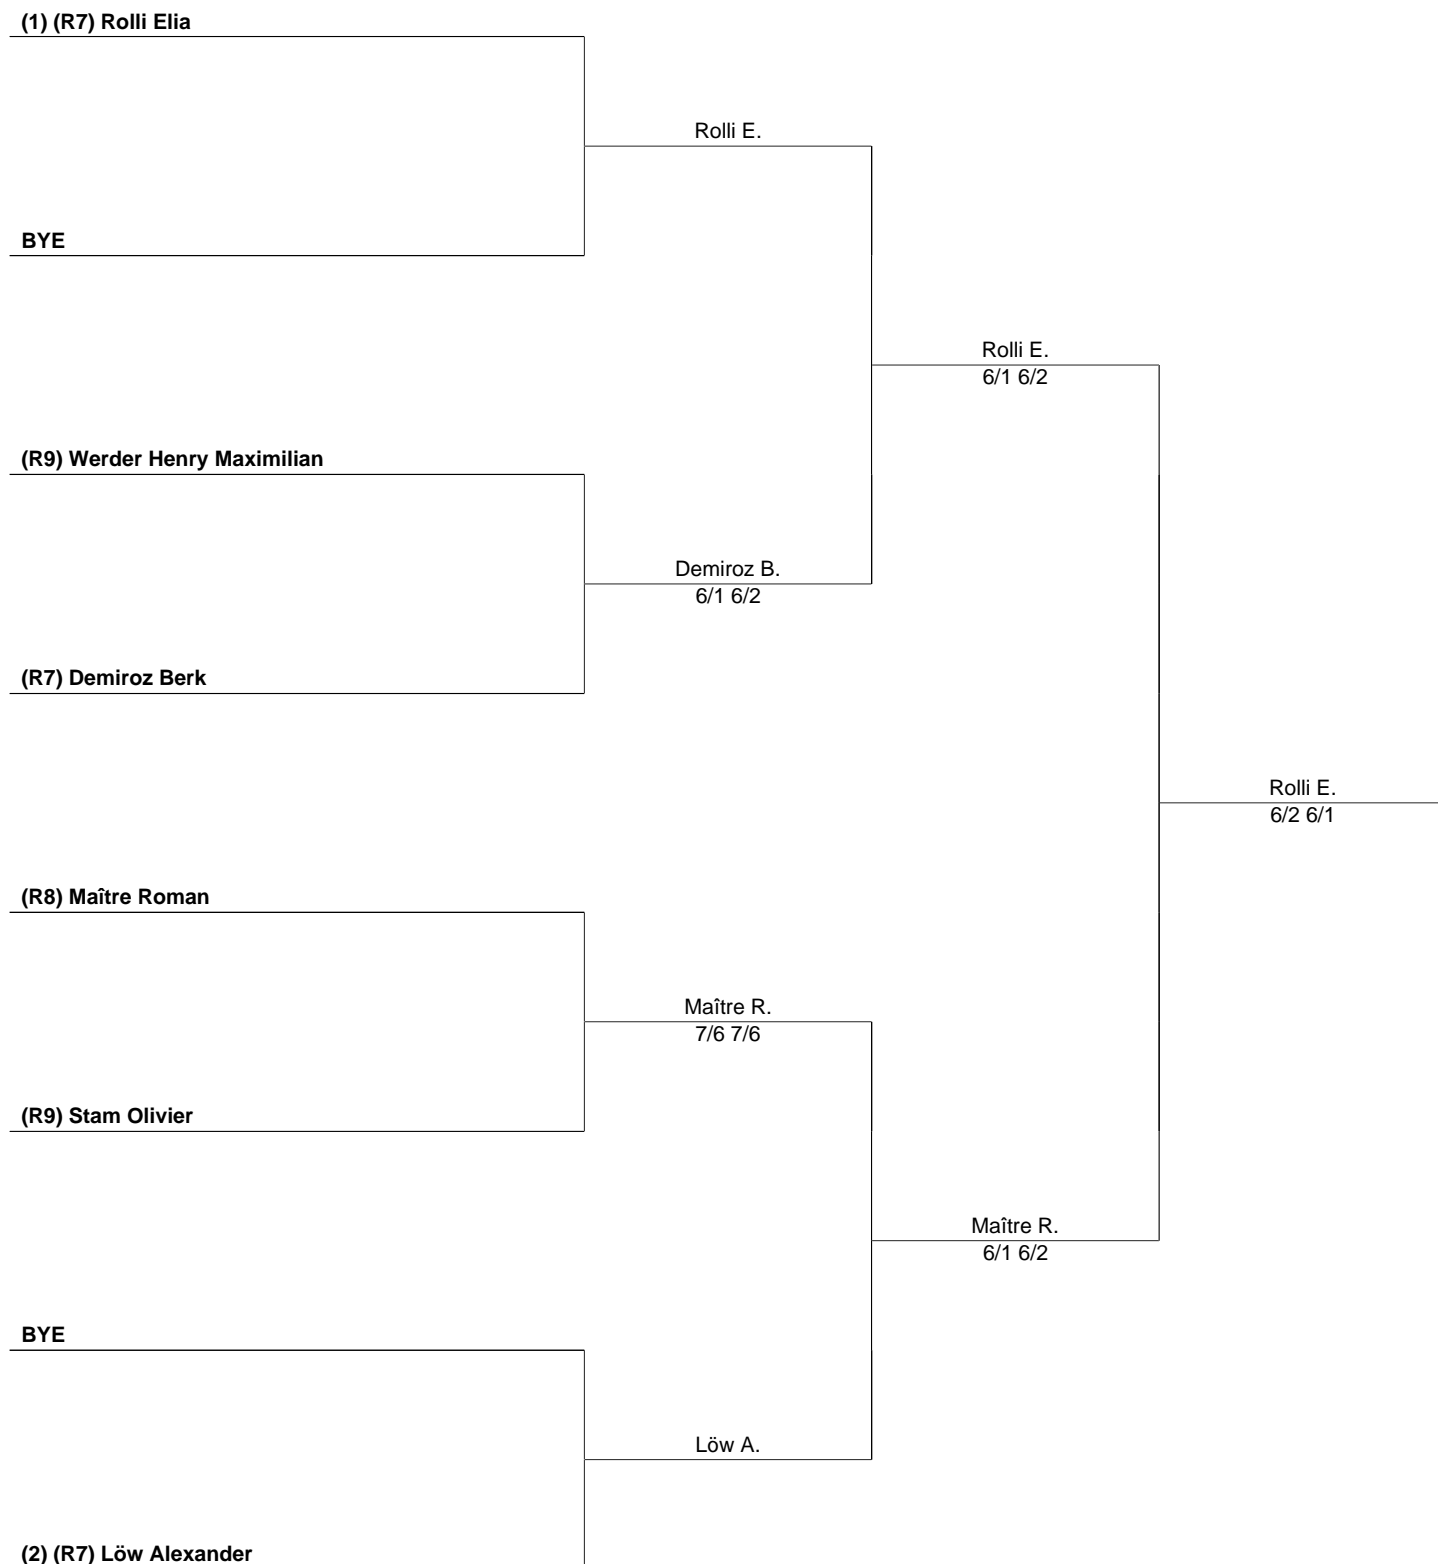 (1) (R7) Rolli Elia
Rolli E.
BYE
Rolli E.
6/1 6/2
(R9) Werder Henry Maximilian
Demiroz B.
6/1 6/2
(R7) Demiroz Berk
Rolli E.
6/2 6/1
(R8) Maître Roman
Maître R.
7/6 7/6
(R9) Stam Olivier
Maître R.
6/1 6/2
BYE
Löw A.
(2) (R7) Löw Alexander